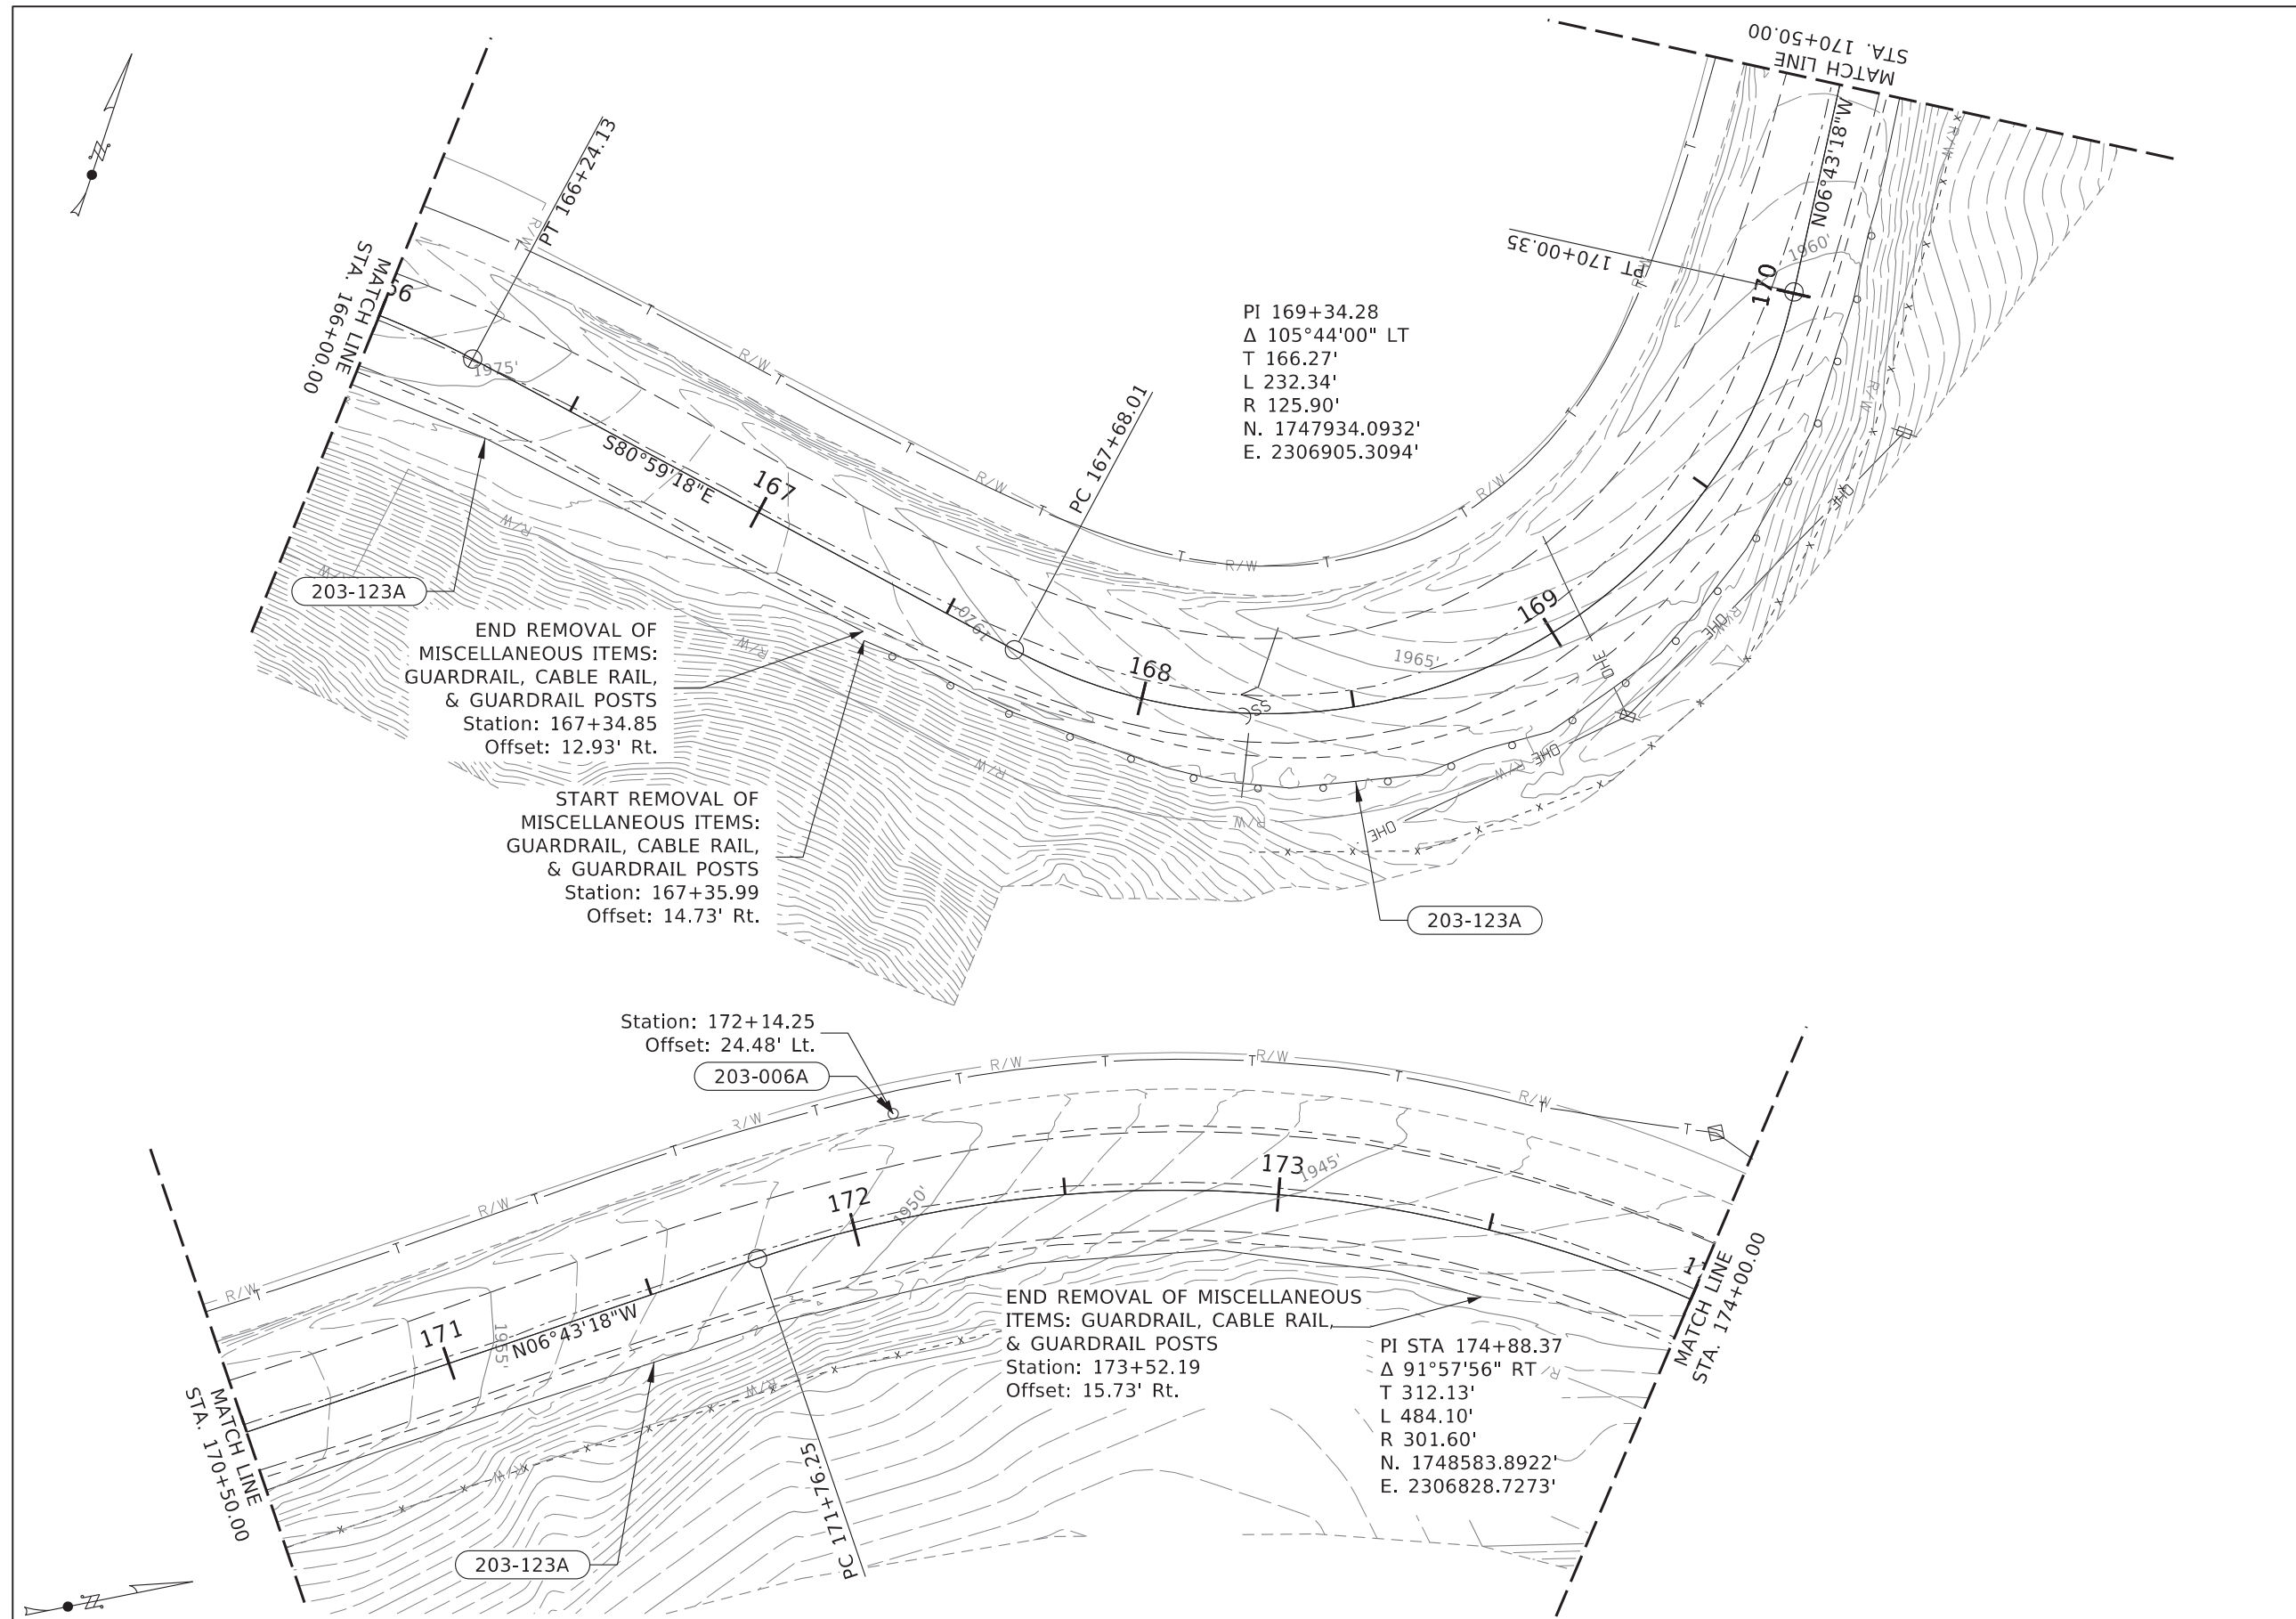 MATCH LINE
STA. 170+50.00
N
PT 166+24.13
MATCH LINE
STA. 166+00.00
R/W
T
1975'
S80°59'18"E
167
PC 167+68.01
PI 169+34.28
Δ 105°44'00" LT
T 166.27'
L 232.34'
R 125.90'
N. 1747934.0932'
E. 2306905.3094'
PT 170+00.35
170
N06°43'18"W
1960'
R/W
R/W
T
R/W
T
R/W
T
R/W
R/W
OHE
203-123A
END REMOVAL OF
MISCELLANEOUS ITEMS:
GUARDRAIL, CABLE RAIL,
& GUARDRAIL POSTS
Station: 167+34.85
Offset: 12.93' Rt.
1970'
168
169
1965'
SS
OHE
OHE
OHE
OHE
START REMOVAL OF
MISCELLANEOUS ITEMS:
GUARDRAIL, CABLE RAIL,
& GUARDRAIL POSTS
Station: 167+35.99
Offset: 14.73' Rt.
R/W
R/W
R/W
R/W
203-123A
Station: 172+14.25
Offset: 24.48' Lt.
203-006A
R/W
T
R/W
T
R/W
T
R/W
T
R/W
T
171
1955'
N06°43'18"W
172
1950'
173
1945'
MATCH LINE
STA. 170+50.00
MATCH LINE
STA. 174+00.00
END REMOVAL OF MISCELLANEOUS
ITEMS: GUARDRAIL, CABLE RAIL,
& GUARDRAIL POSTS
Station: 173+52.19
Offset: 15.73' Rt.
PI STA 174+88.37
Δ 91°57'56" RT
T 312.13'
L 484.10'
R 301.60'
N. 1748583.8922'
E. 2306828.7273'
R/W
R/W
PC 171+76.25
203-123A
N